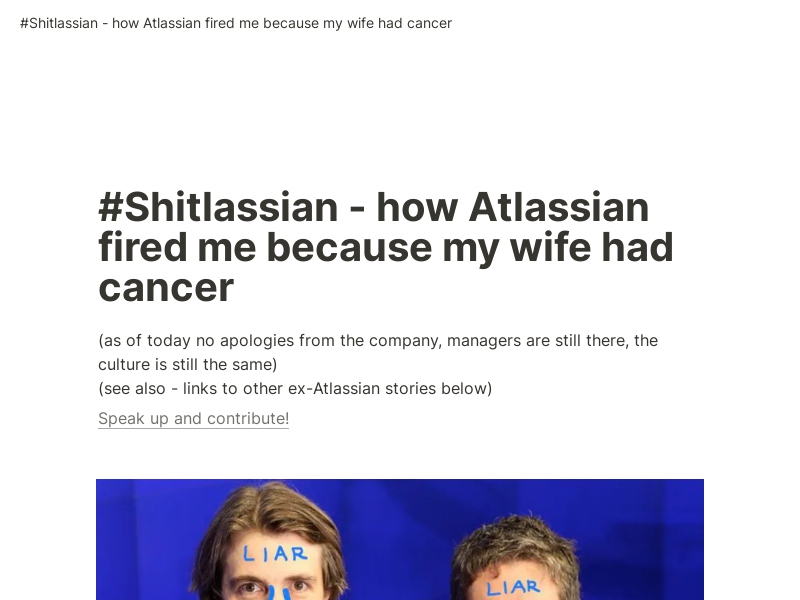 #Shitlassian - how Atlassian fired me because my wife had cancer
#Shitlassian - how Atlassian
fired me because my wife had
cancer
(as of today no apologies from the company, managers are still there, the
culture is still the same)
(see also - links to other ex-Atlassian stories below)
Speak up and contribute!
LIAR
LIAR